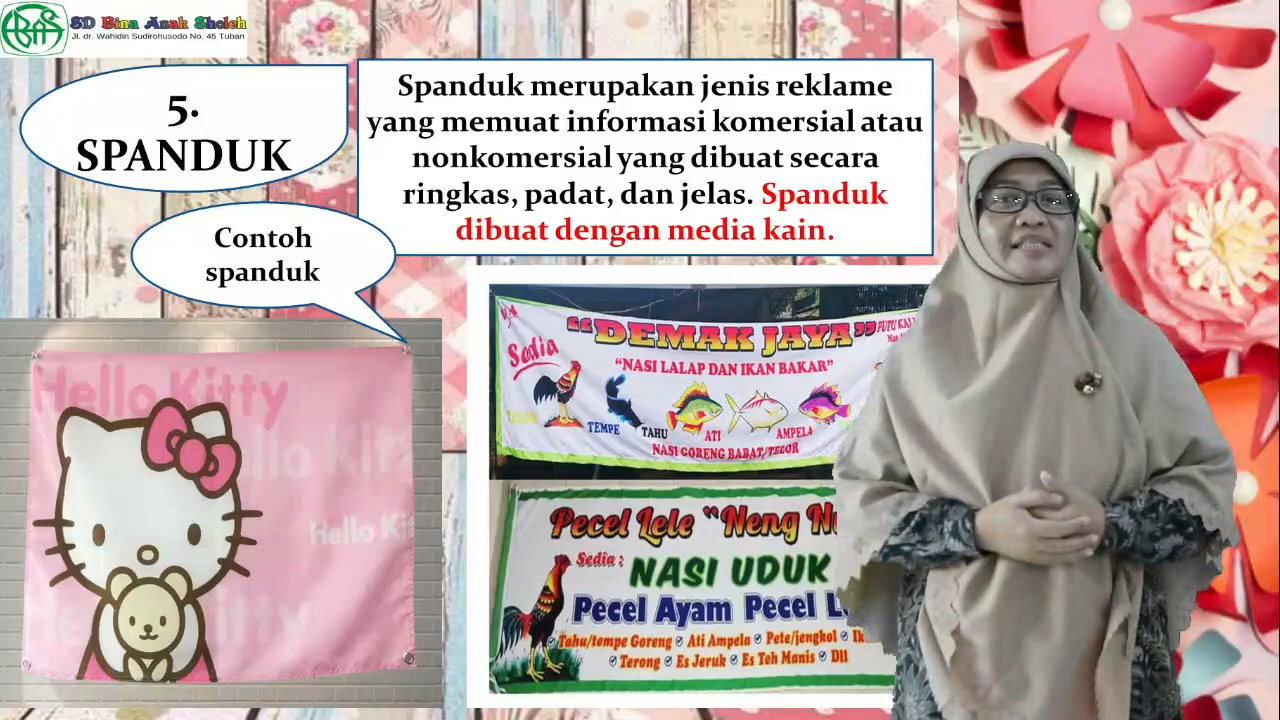 SD Bina Anak Sholeh
Jl. dr. Wahidin Sudirohusodo No. 45 Tuban
5.
SPANDUK
Spanduk merupakan jenis reklame
yang memuat informasi komersial atau
nonkomersial yang dibuat secara
ringkas, padat, dan jelas. Spanduk
dibuat dengan media kain.
Contoh
spanduk
Hello Kitty
Hello
"DEMAK JAYA"
Sedia
"NASI LALAP DAN IKAN BAKAR"
TEMPE
TAHU
ATI
AMPELA
NASI GORENG BABAT/TELOR
Pecel Lele "Neng
Sedia :
NASI UDUK
Pecel Ayam Pecel
Tahu/tempe Goreng Ati Ampela Pete/jengkol
Terong Es Jeruk Es Teh Manis Dll